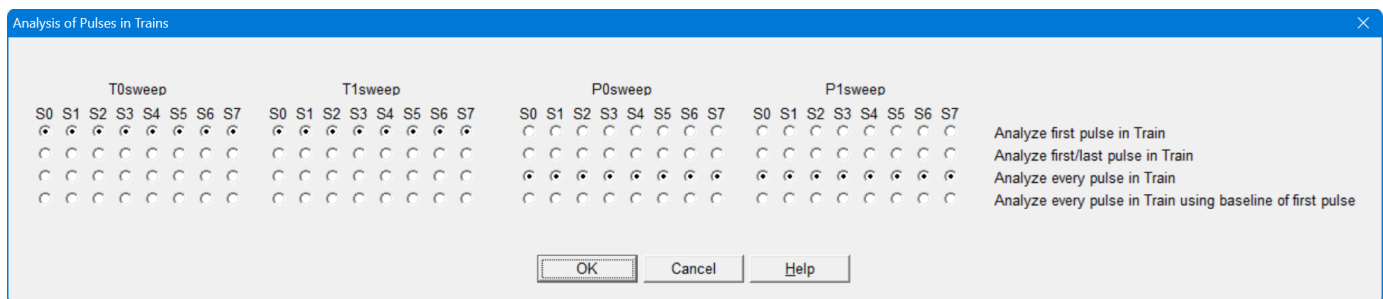 Analysis of Pulses in Trains
T0sweep T1sweep P0sweep P1sweep
S0 S1 S2 S3 S4 S5 S6 S7 S0 S1 S2 S3 S4 S5 S6 S7 S0 S1 S2 S3 S4 S5 S6 S7 S0 S1 S2 S3 S4 S5 S6 S7
Analyze first pulse in Train
Analyze first/last pulse in Train
Analyze every pulse in Train
Analyze every pulse in Train using baseline of first pulse
OK Cancel Help